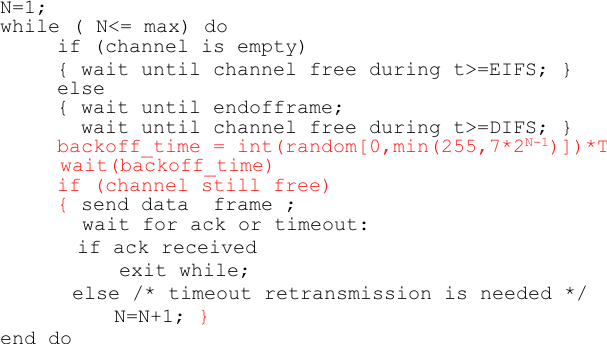 N=1;
while ( N<= max) do
if (channel is empty)
{ wait until channel free during t>=EIFS; }
else
{ wait until endofframe;
wait until channel free during t>=DIFS; }
backoff_time = int(random[0,min(255,7*2^N-1)])*T
wait(backoff_time)
if (channel still free)
{ send data frame ;
wait for ack or timeout:
if ack received
exit while;
else /* timeout retransmission is needed */
N=N+1; }
end do